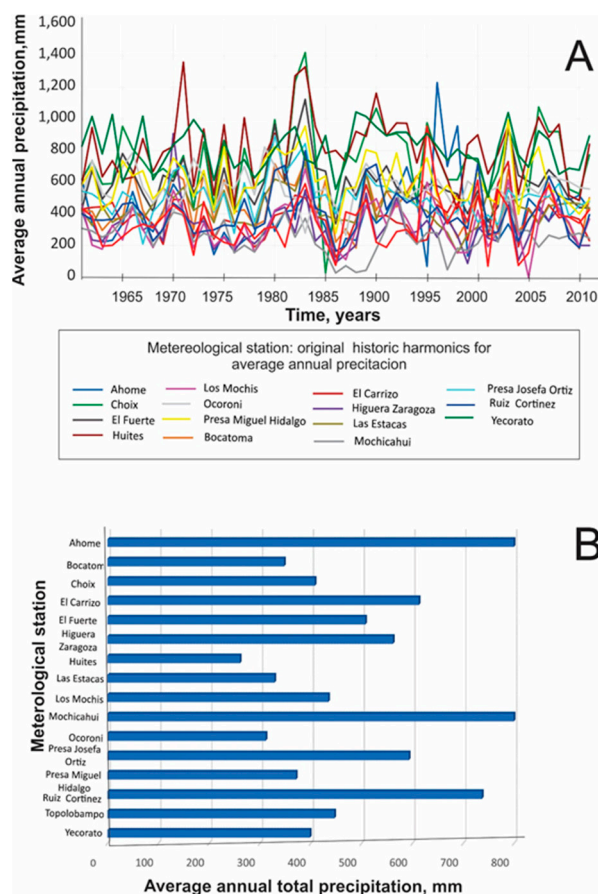 A
Average annual precipitation,mm
1,600
1,400
1,200
1,000
800
600
400
200
0
1965
1970
1975
1980
1985
1900
1995
2000
2005
2010
Time, years
Metereological station: original historic harmonics for
average annual precitacion
Ahome
Choix
El Fuerte
Huites
Los Mochis
Ocoroni
Presa Miguel Hidalgo
Bocatoma
El Carrizo
Higuera Zaragoza
Las Estacas
Mochicahui
Presa Josefa Ortiz
Ruiz Cortinez
Yecorato
B
Meterological station
Ahome
Bocatom
Choix
El Carrizo
El Fuerte
Higuera
Zaragoza
Huites
Las Estacas
Los Mochis
Mochicahui
Ocoroni
Presa Josefa
Ortiz
Presa Miguel
Hidalgo
Ruiz Cortinez
Topolobampo
Yecorato
0
100
200
300
400
500
600
700
800
Average annual total precipitation, mm